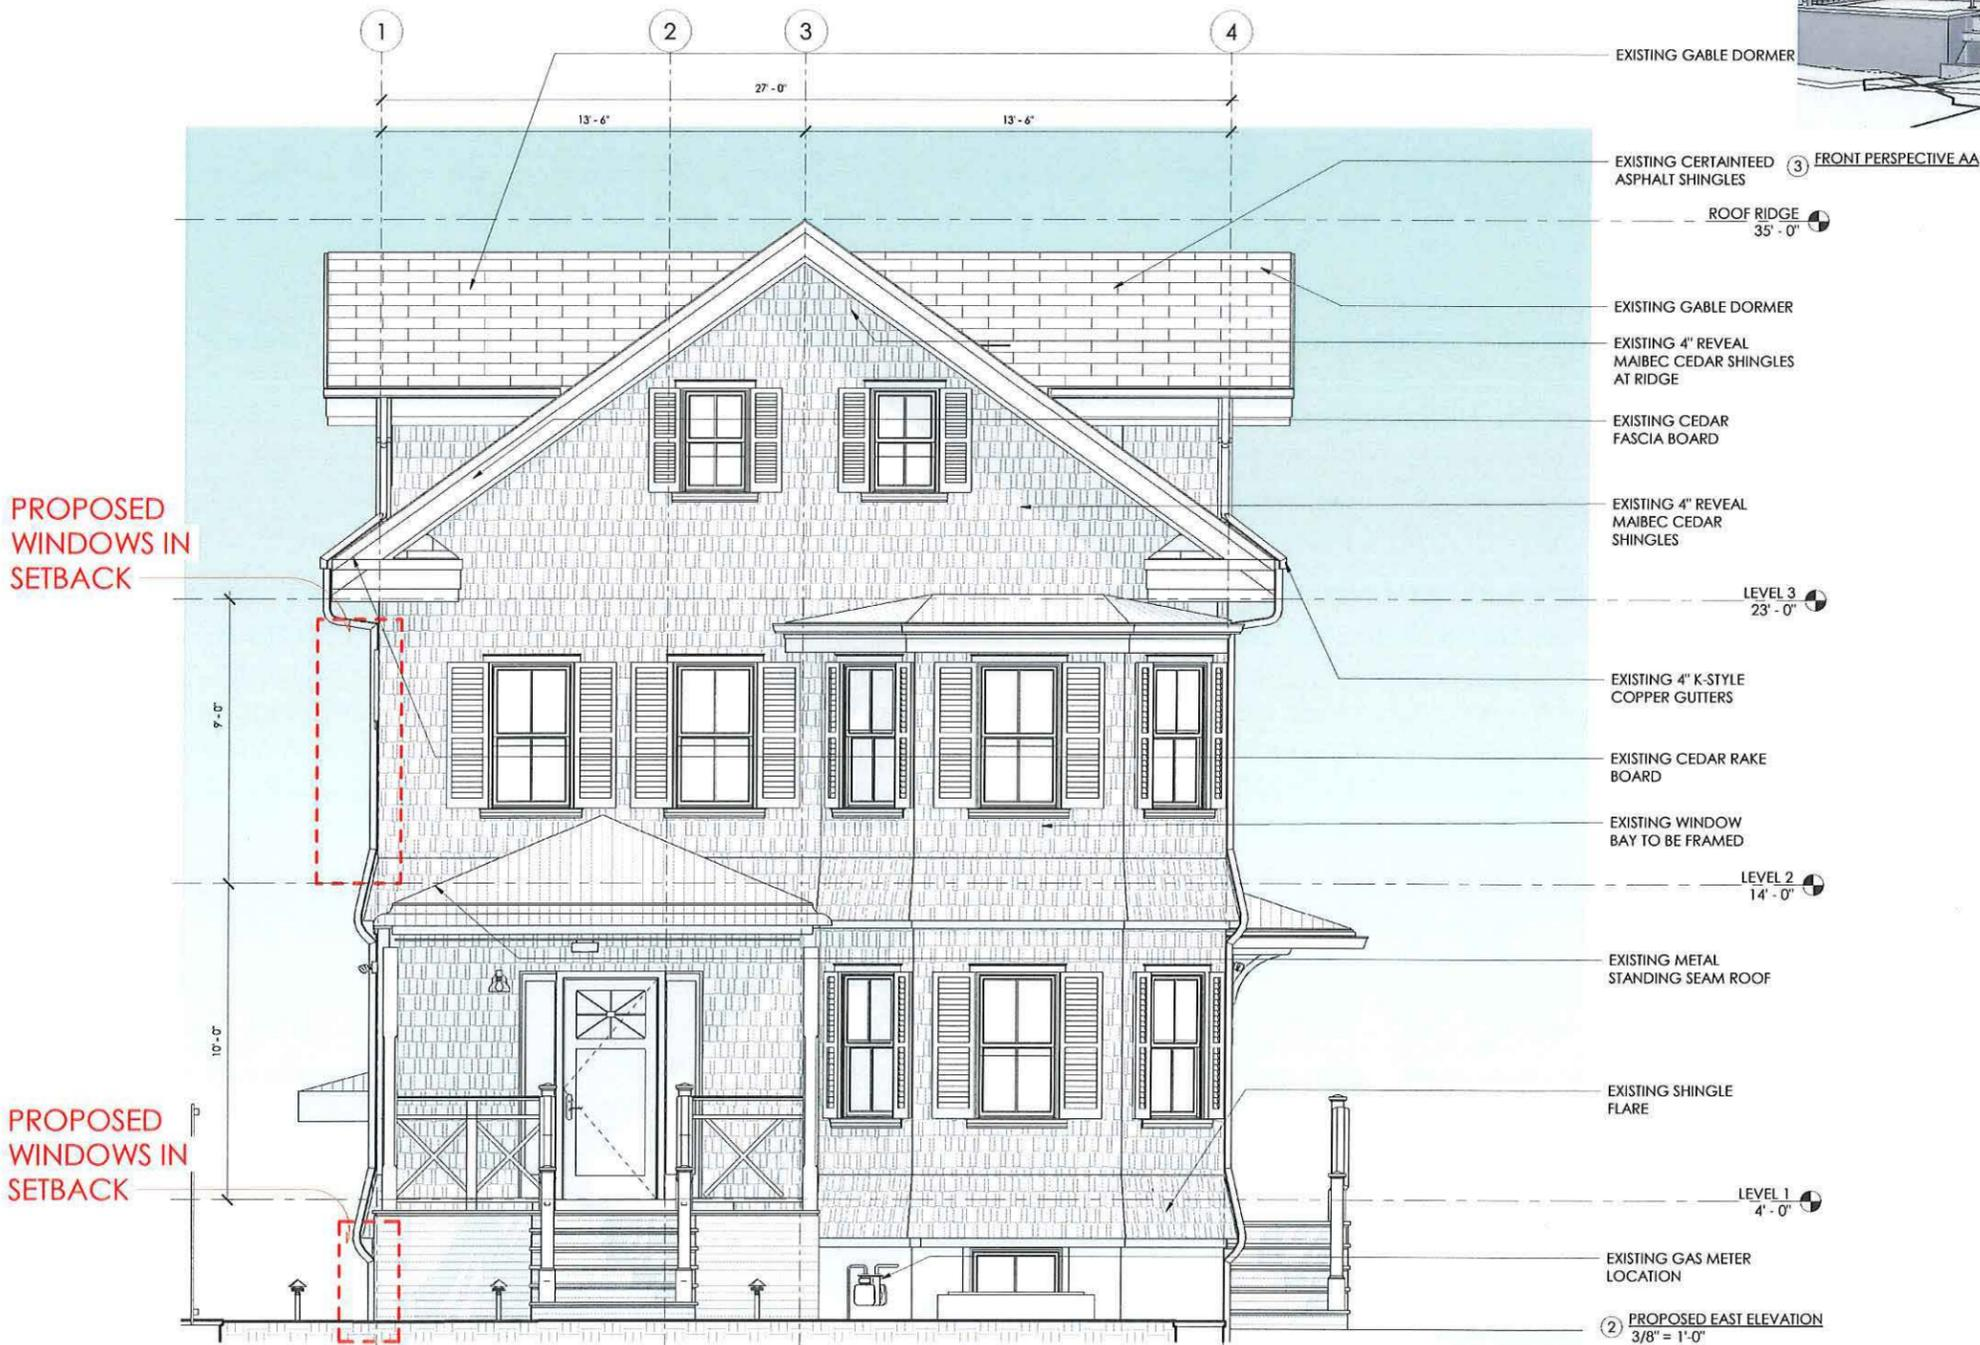 1
2
3
4
27' - 0"
13' - 6"
13' - 6"
EXISTING GABLE DORMER
EXISTING CERTAINTEED
ASPHALT SHINGLES
3 FRONT PERSPECTIVE AA
ROOF RIDGE
35' - 0"
EXISTING GABLE DORMER
EXISTING 4" REVEAL
MAIBEC CEDAR SHINGLES
AT RIDGE
EXISTING CEDAR
FASCIA BOARD
EXISTING 4" REVEAL
MAIBEC CEDAR
SHINGLES
PROPOSED
WINDOWS IN
SETBACK
LEVEL 3
23' - 0"
EXISTING 4" K-STYLE
COPPER GUTTERS
9' - 0"
EXISTING CEDAR RAKE
BOARD
EXISTING WINDOW
BAY TO BE FRAMED
LEVEL 2
14' - 0"
EXISTING METAL
STANDING SEAM ROOF
10' - 0"
EXISTING SHINGLE
FLARE
PROPOSED
WINDOWS IN
SETBACK
LEVEL 1
4' - 0"
EXISTING GAS METER
LOCATION
2 PROPOSED EAST ELEVATION
3/8" = 1'-0"